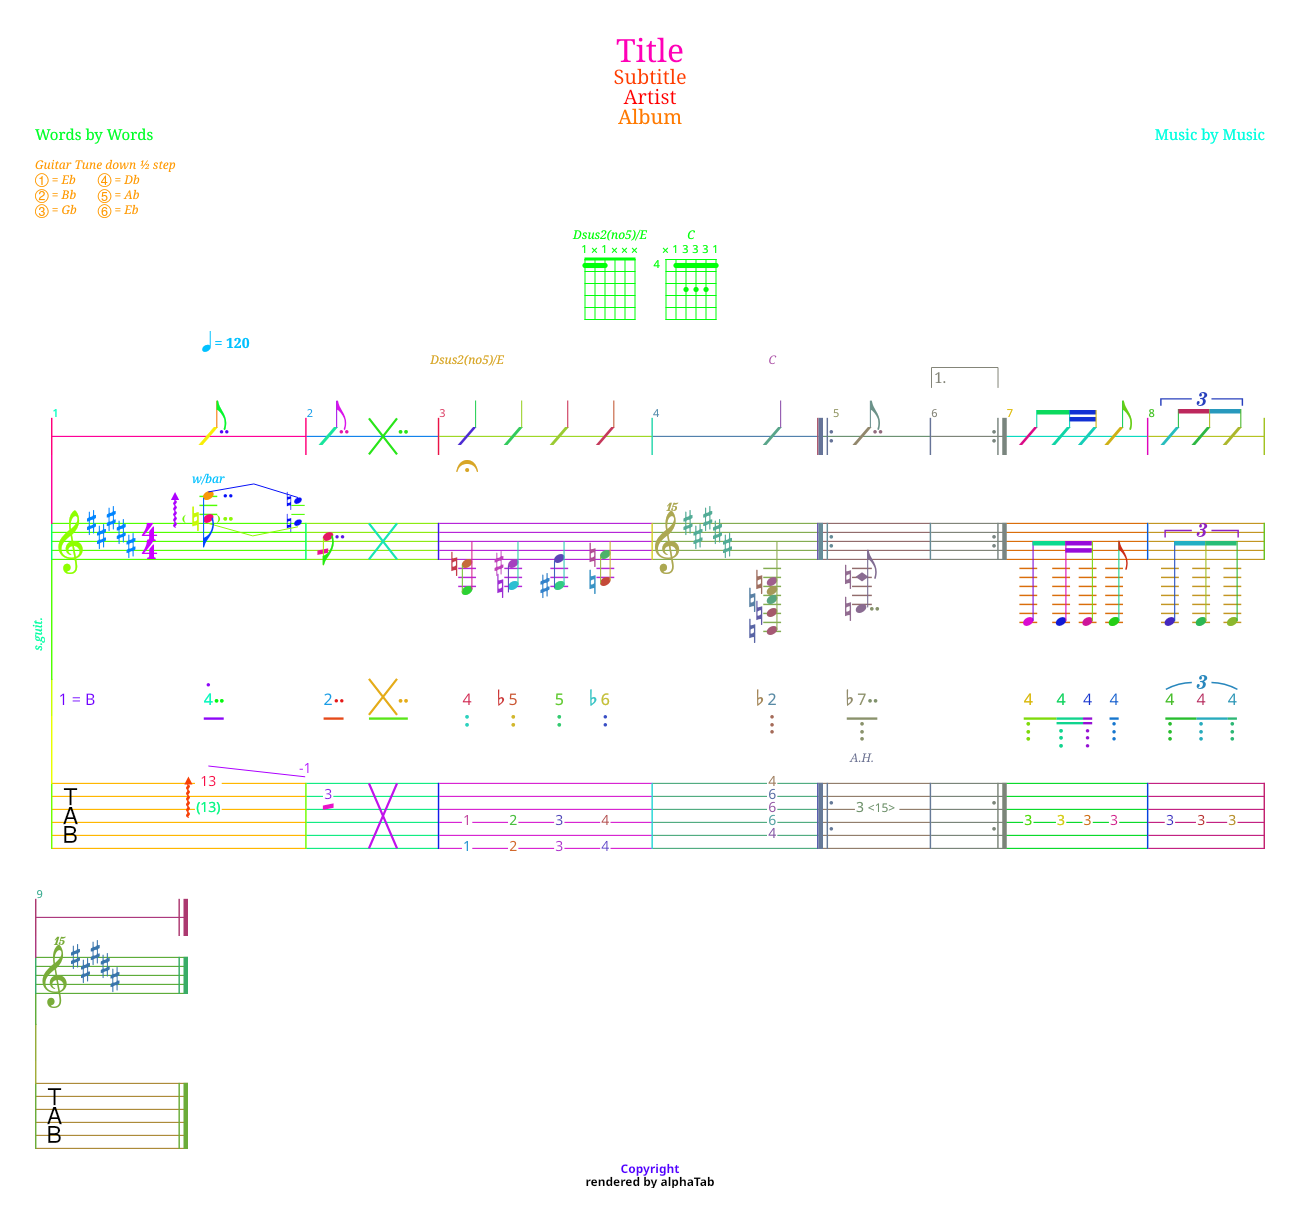 Title
Subtitle
Artist
Album
Words by Words
Music by Music
Guitar Tune down ½ step
① = Eb ④ = Db
② = Bb ⑤ = Ab
③ = Gb ⑥ = Eb
Dsus2(no5)/E C
1 × 1 × × × × 1 3 3 3 1
4
= 120
Dsus2(no5)/E C
1.
1 2 3 4 5 6 7 8
3
w/bar
15
4
4
3
s.guit.
1 = B 4 2 4 ♭5 5 ♭6 ♭2 ♭7 4 4 4 4 4 4 4
3
A.H.
-1
13 4
3 6
(13) 6 3 <15>
1 2 3 4 6 3 3 3 3 3 3 3
4
1 2 3 4
T
A
B
9
15
T
A
B
Copyright
rendered by alphaTab